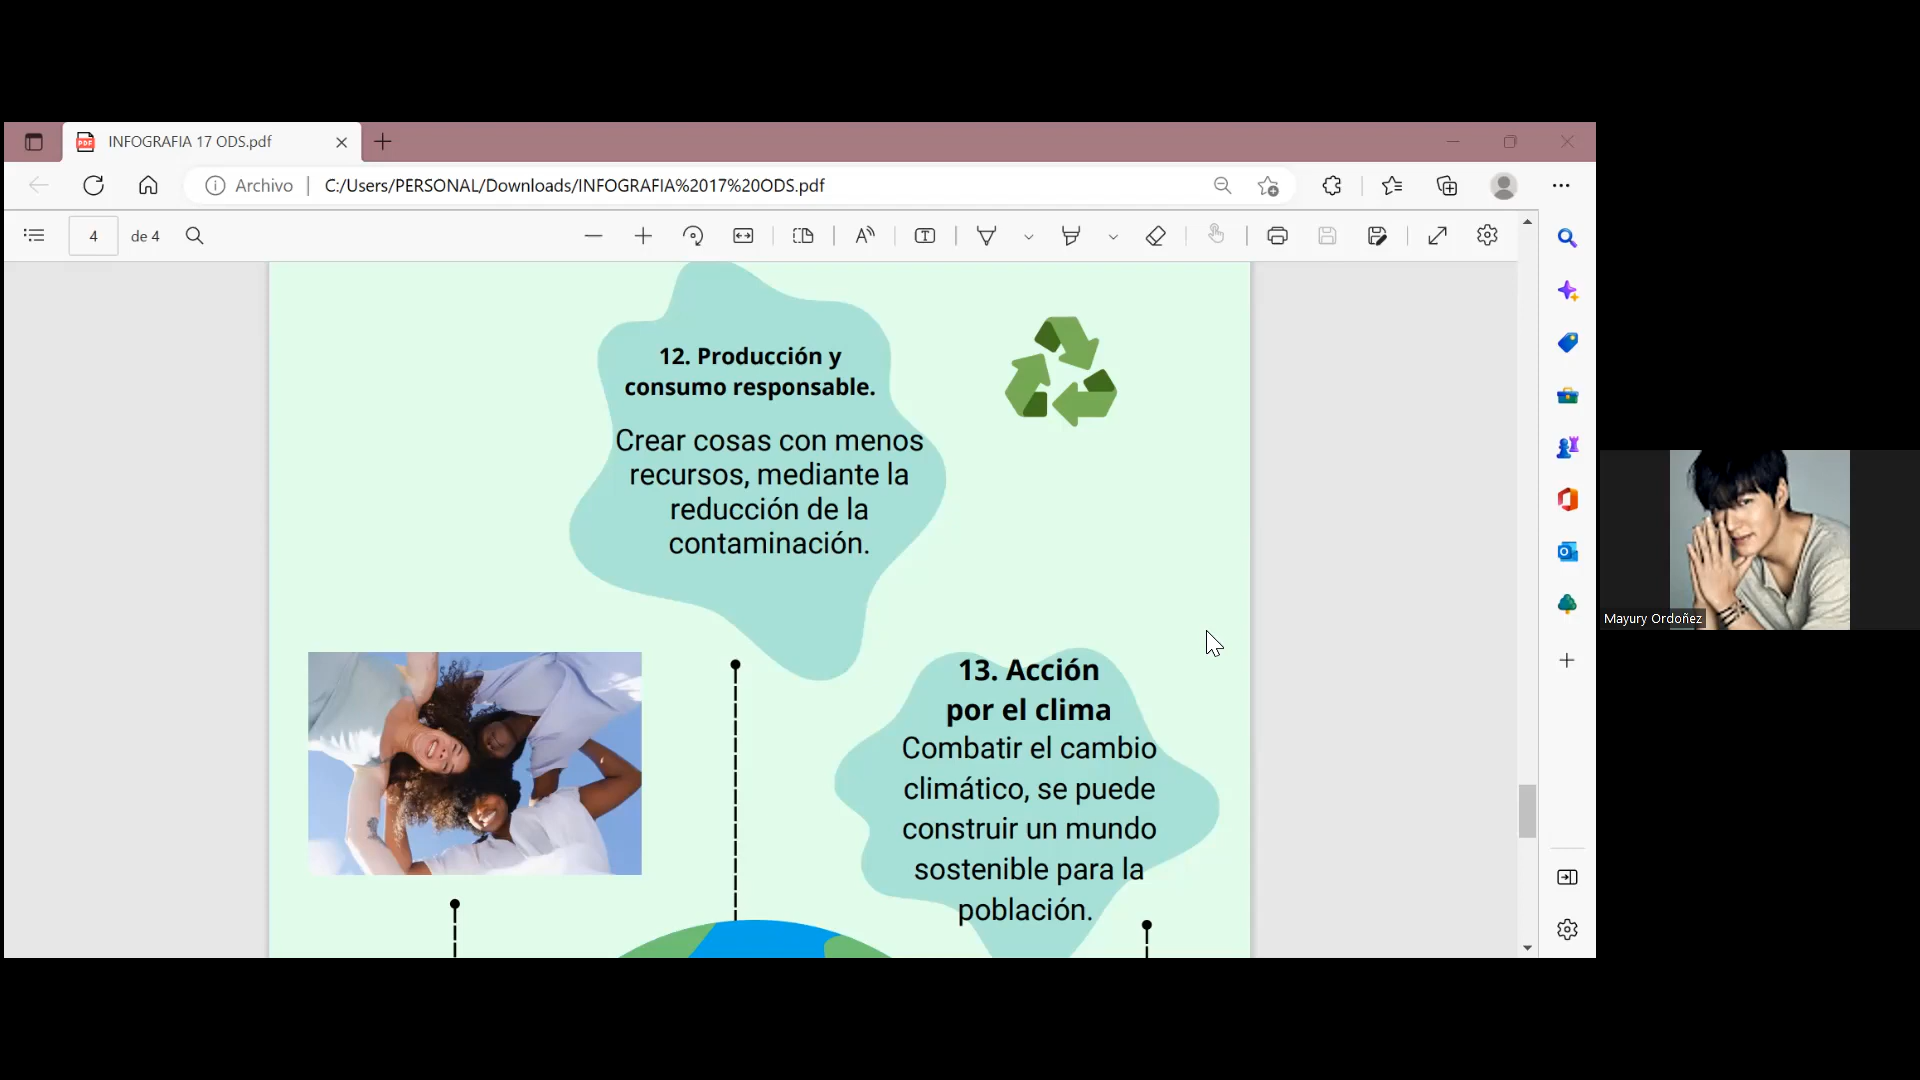 INFOGRAFIA 17 ODS.pdf
Archivo
C:/Users/PERSONAL/Downloads/INFOGRAFIA%2017%20ODS.pdf
4 de 4
12. Producción y
consumo responsable.
Crear cosas con menos
recursos, mediante la
reducción de la
contaminación.
13. Acción
por el clima
Combatir el cambio
climático, se puede
construir un mundo
sostenible para la
población.
Mayury Ordoñez